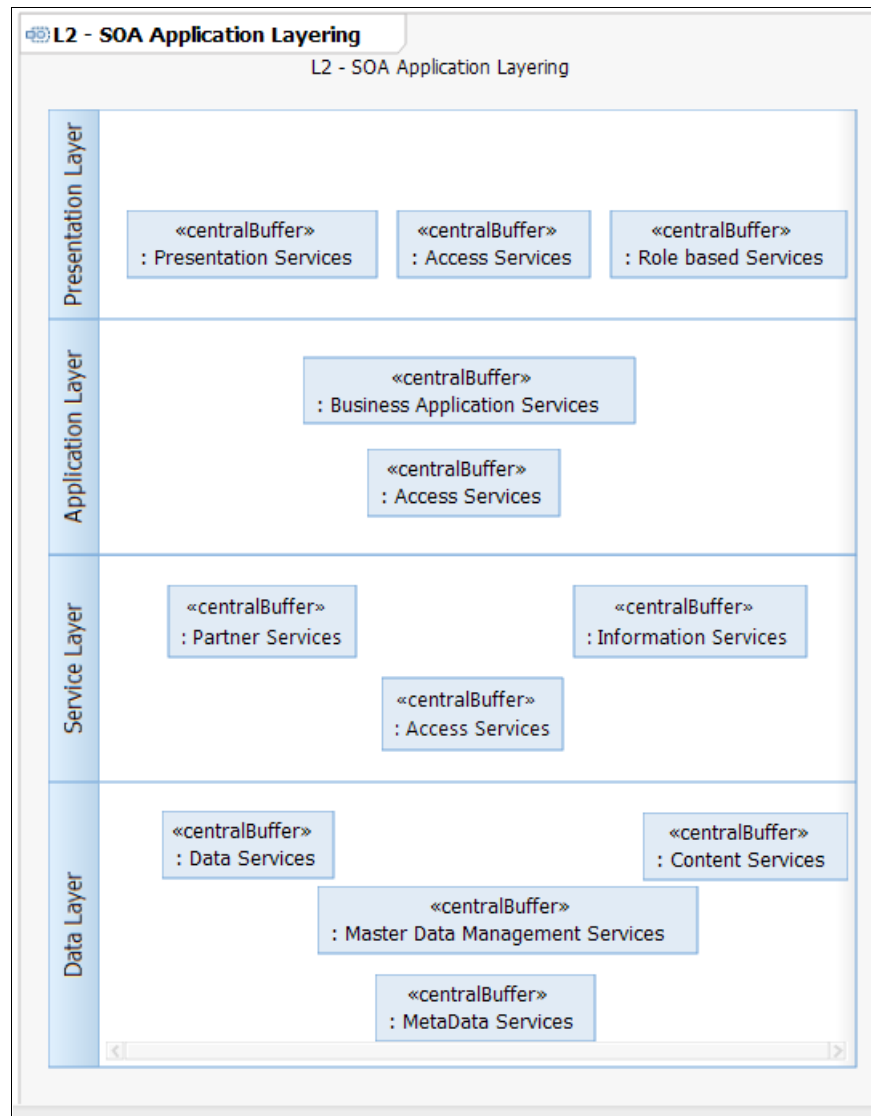 L2 - SOA Application Layering
L2 - SOA Application Layering
Presentation Layer
«centralBuffer»
: Presentation Services
«centralBuffer»
: Access Services
«centralBuffer»
: Role based Services
Application Layer
«centralBuffer»
: Business Application Services
«centralBuffer»
: Access Services
Service Layer
«centralBuffer»
: Partner Services
«centralBuffer»
: Information Services
«centralBuffer»
: Access Services
Data Layer
«centralBuffer»
: Data Services
«centralBuffer»
: Content Services
«centralBuffer»
: Master Data Management Services
«centralBuffer»
: MetaData Services